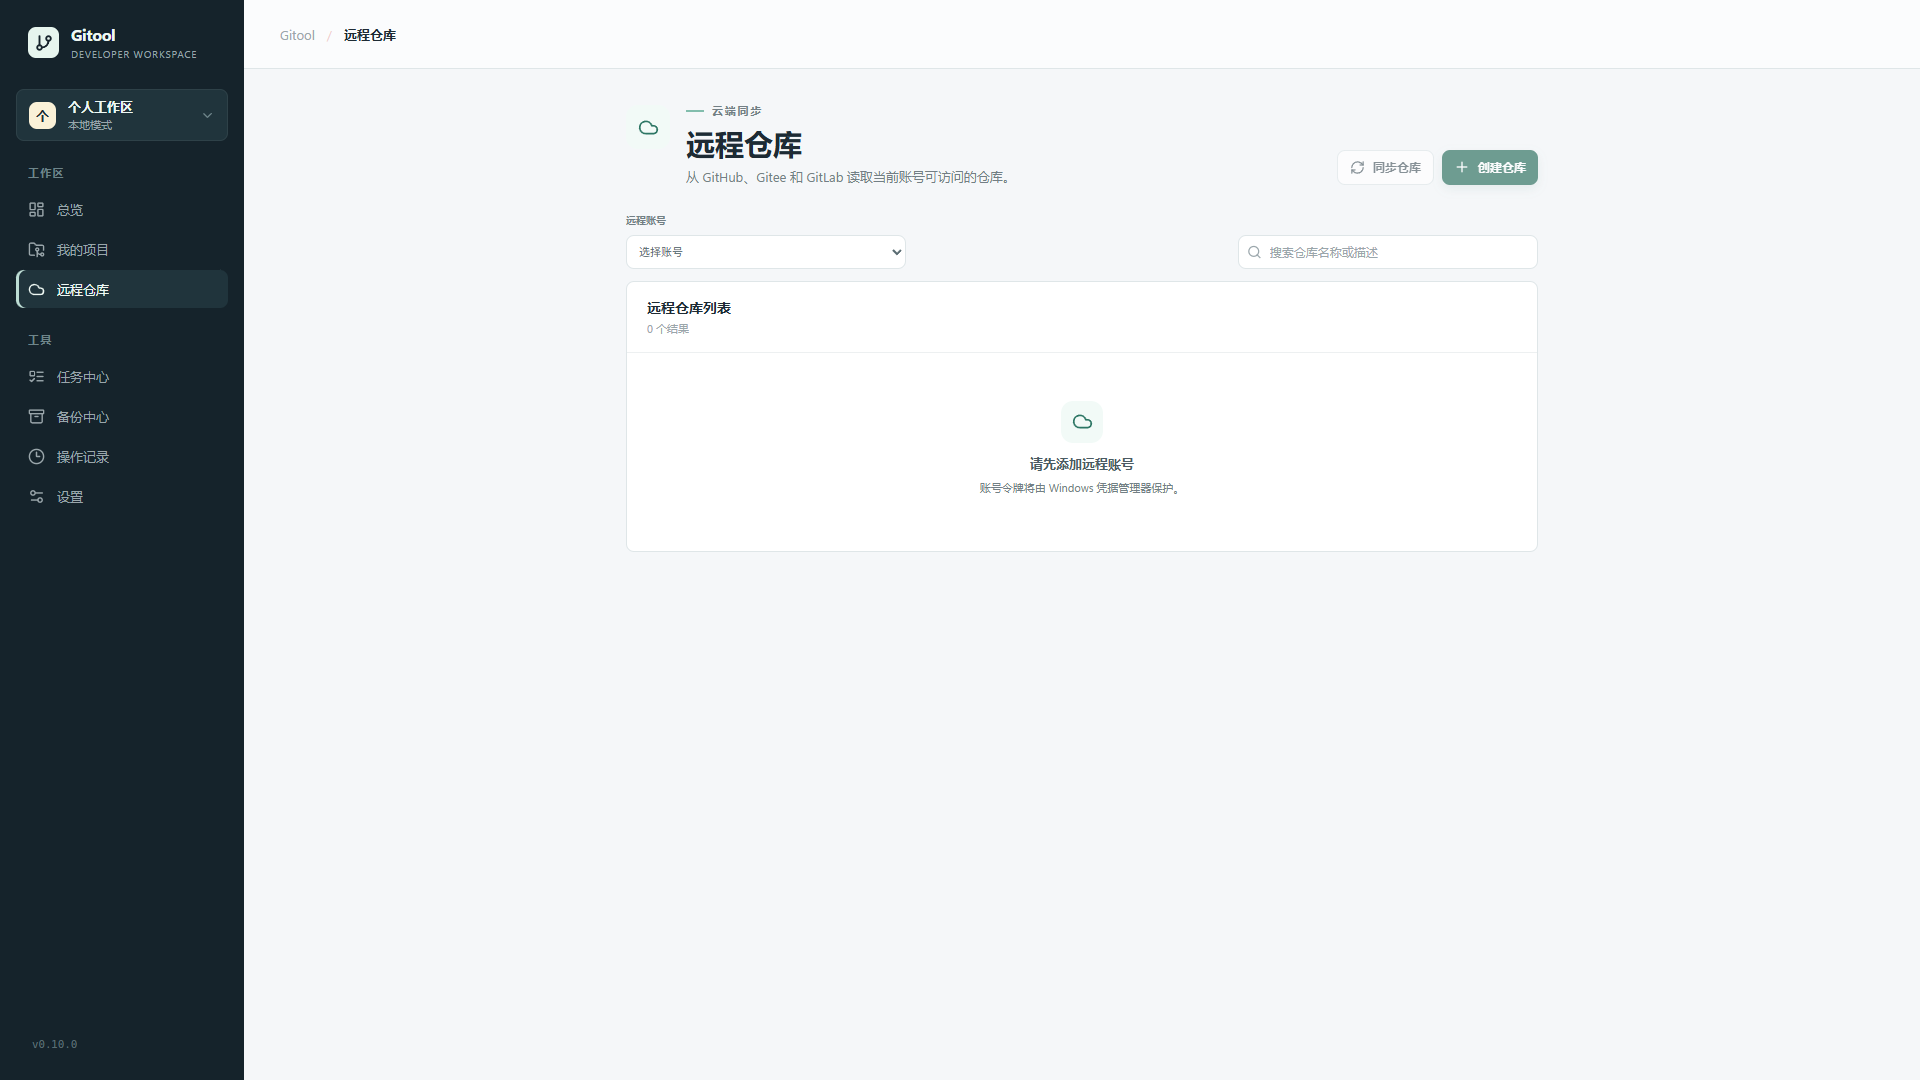 Gitool
DEVELOPER WORKSPACE
个
个人工作区
本地模式
工作区
总览
我的项目
远程仓库
工具
任务中心
备份中心
操作记录
设置
v0.10.0
Gitool / 远程仓库
云端同步
远程仓库
从 GitHub、Gitee 和 GitLab 读取当前账号可访问的仓库。
同步仓库
创建仓库
远程账号
选择账号
搜索仓库名称或描述
远程仓库列表
0 个结果
请先添加远程账号
账号令牌将由 Windows 凭据管理器保护。